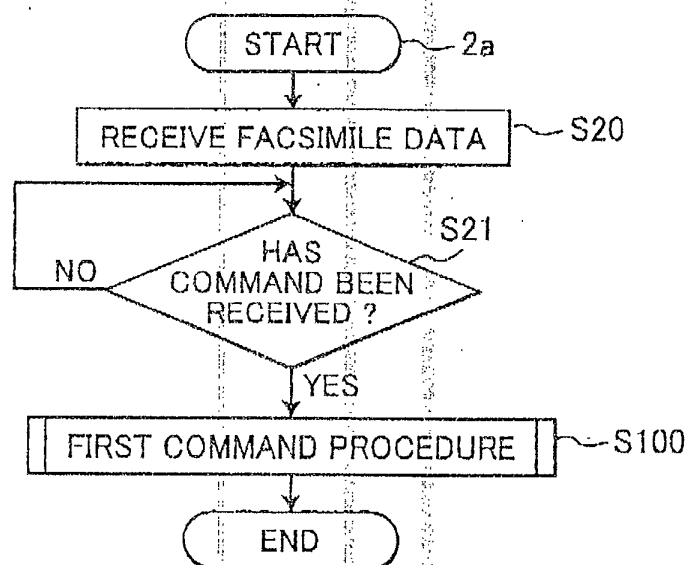 START
2a
RECEIVE FACSIMILE DATA
S20
S21
HAS
COMMAND BEEN
RECEIVED ?
NO
YES
FIRST COMMAND PROCEDURE
S100
END